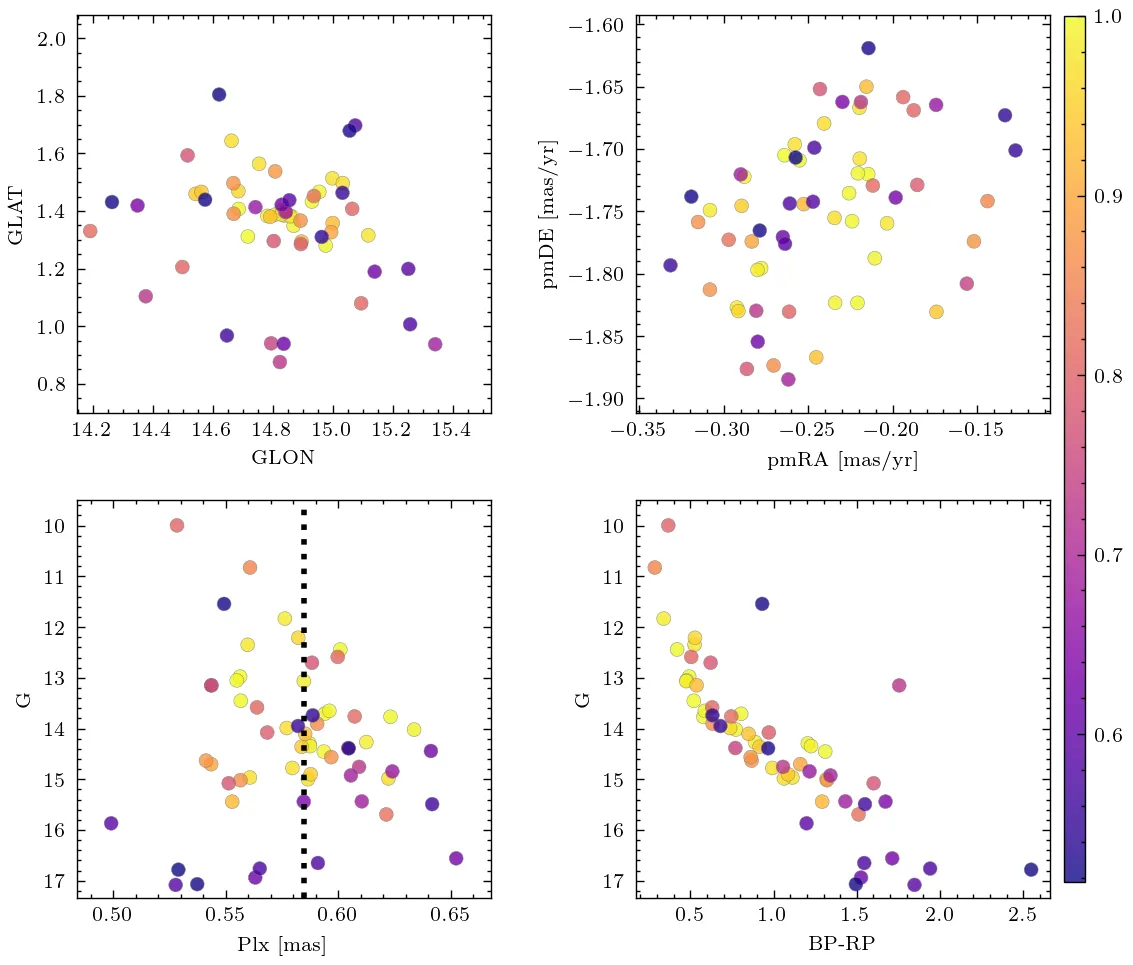 2.0
1.8
1.6
1.4
1.2
1.0
0.8
GLAT
14.2 14.4 14.6 14.8 15.0 15.2 15.4
GLON
−1.60
−1.65
−1.70
−1.75
−1.80
−1.85
−1.90
pmDE [mas/yr]
−0.35 −0.30 −0.25 −0.20 −0.15
pmRA [mas/yr]
1.0
0.9
0.8
0.7
0.6
10
11
12
13
14
15
16
17
G
0.50 0.55 0.60 0.65
Plx [mas]
10
11
12
13
14
15
16
17
G
0.5 1.0 1.5 2.0 2.5
BP-RP